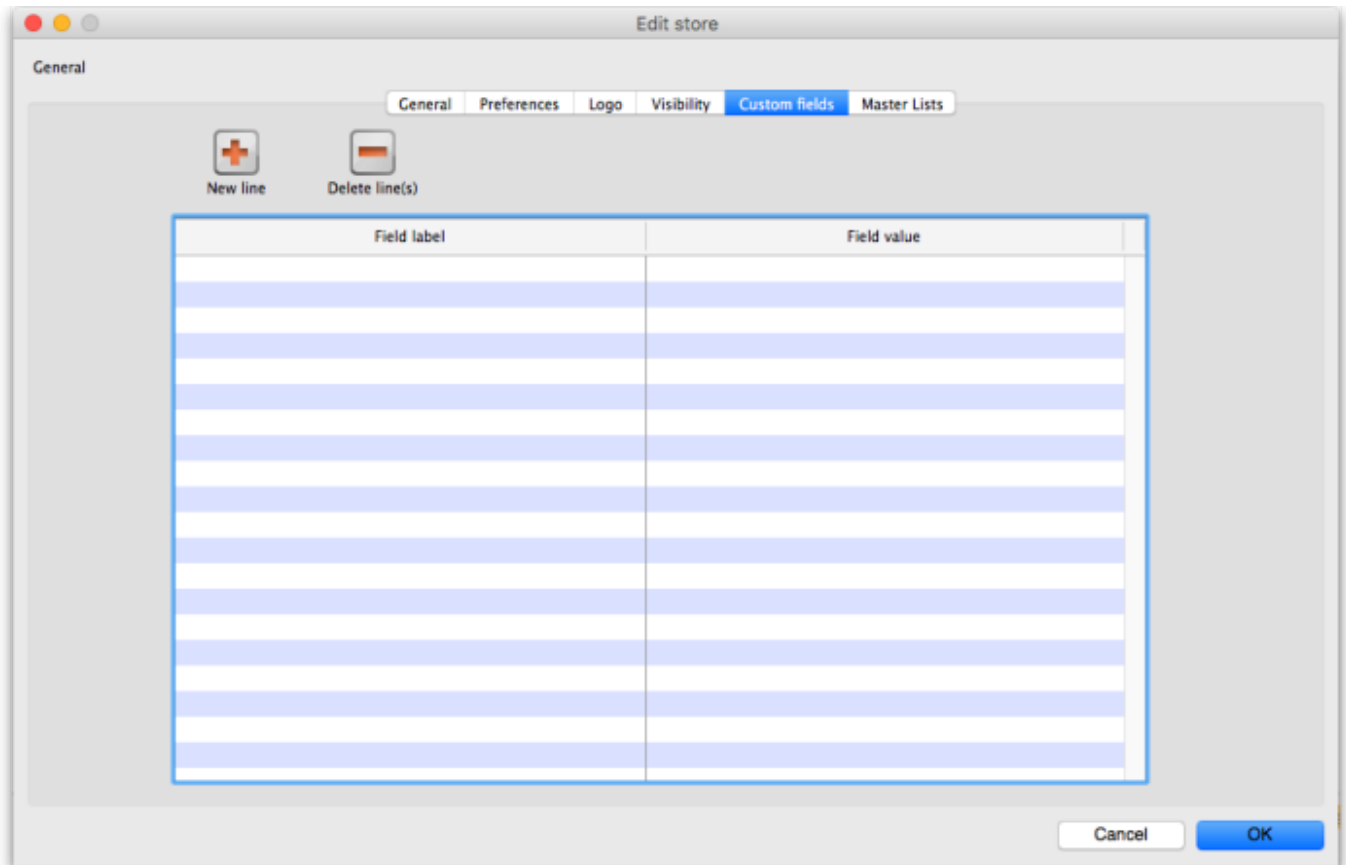 Edit store
General
General Preferences Logo Visibility Custom fields Master Lists
New line Delete line(s)
Field label Field value
Cancel OK